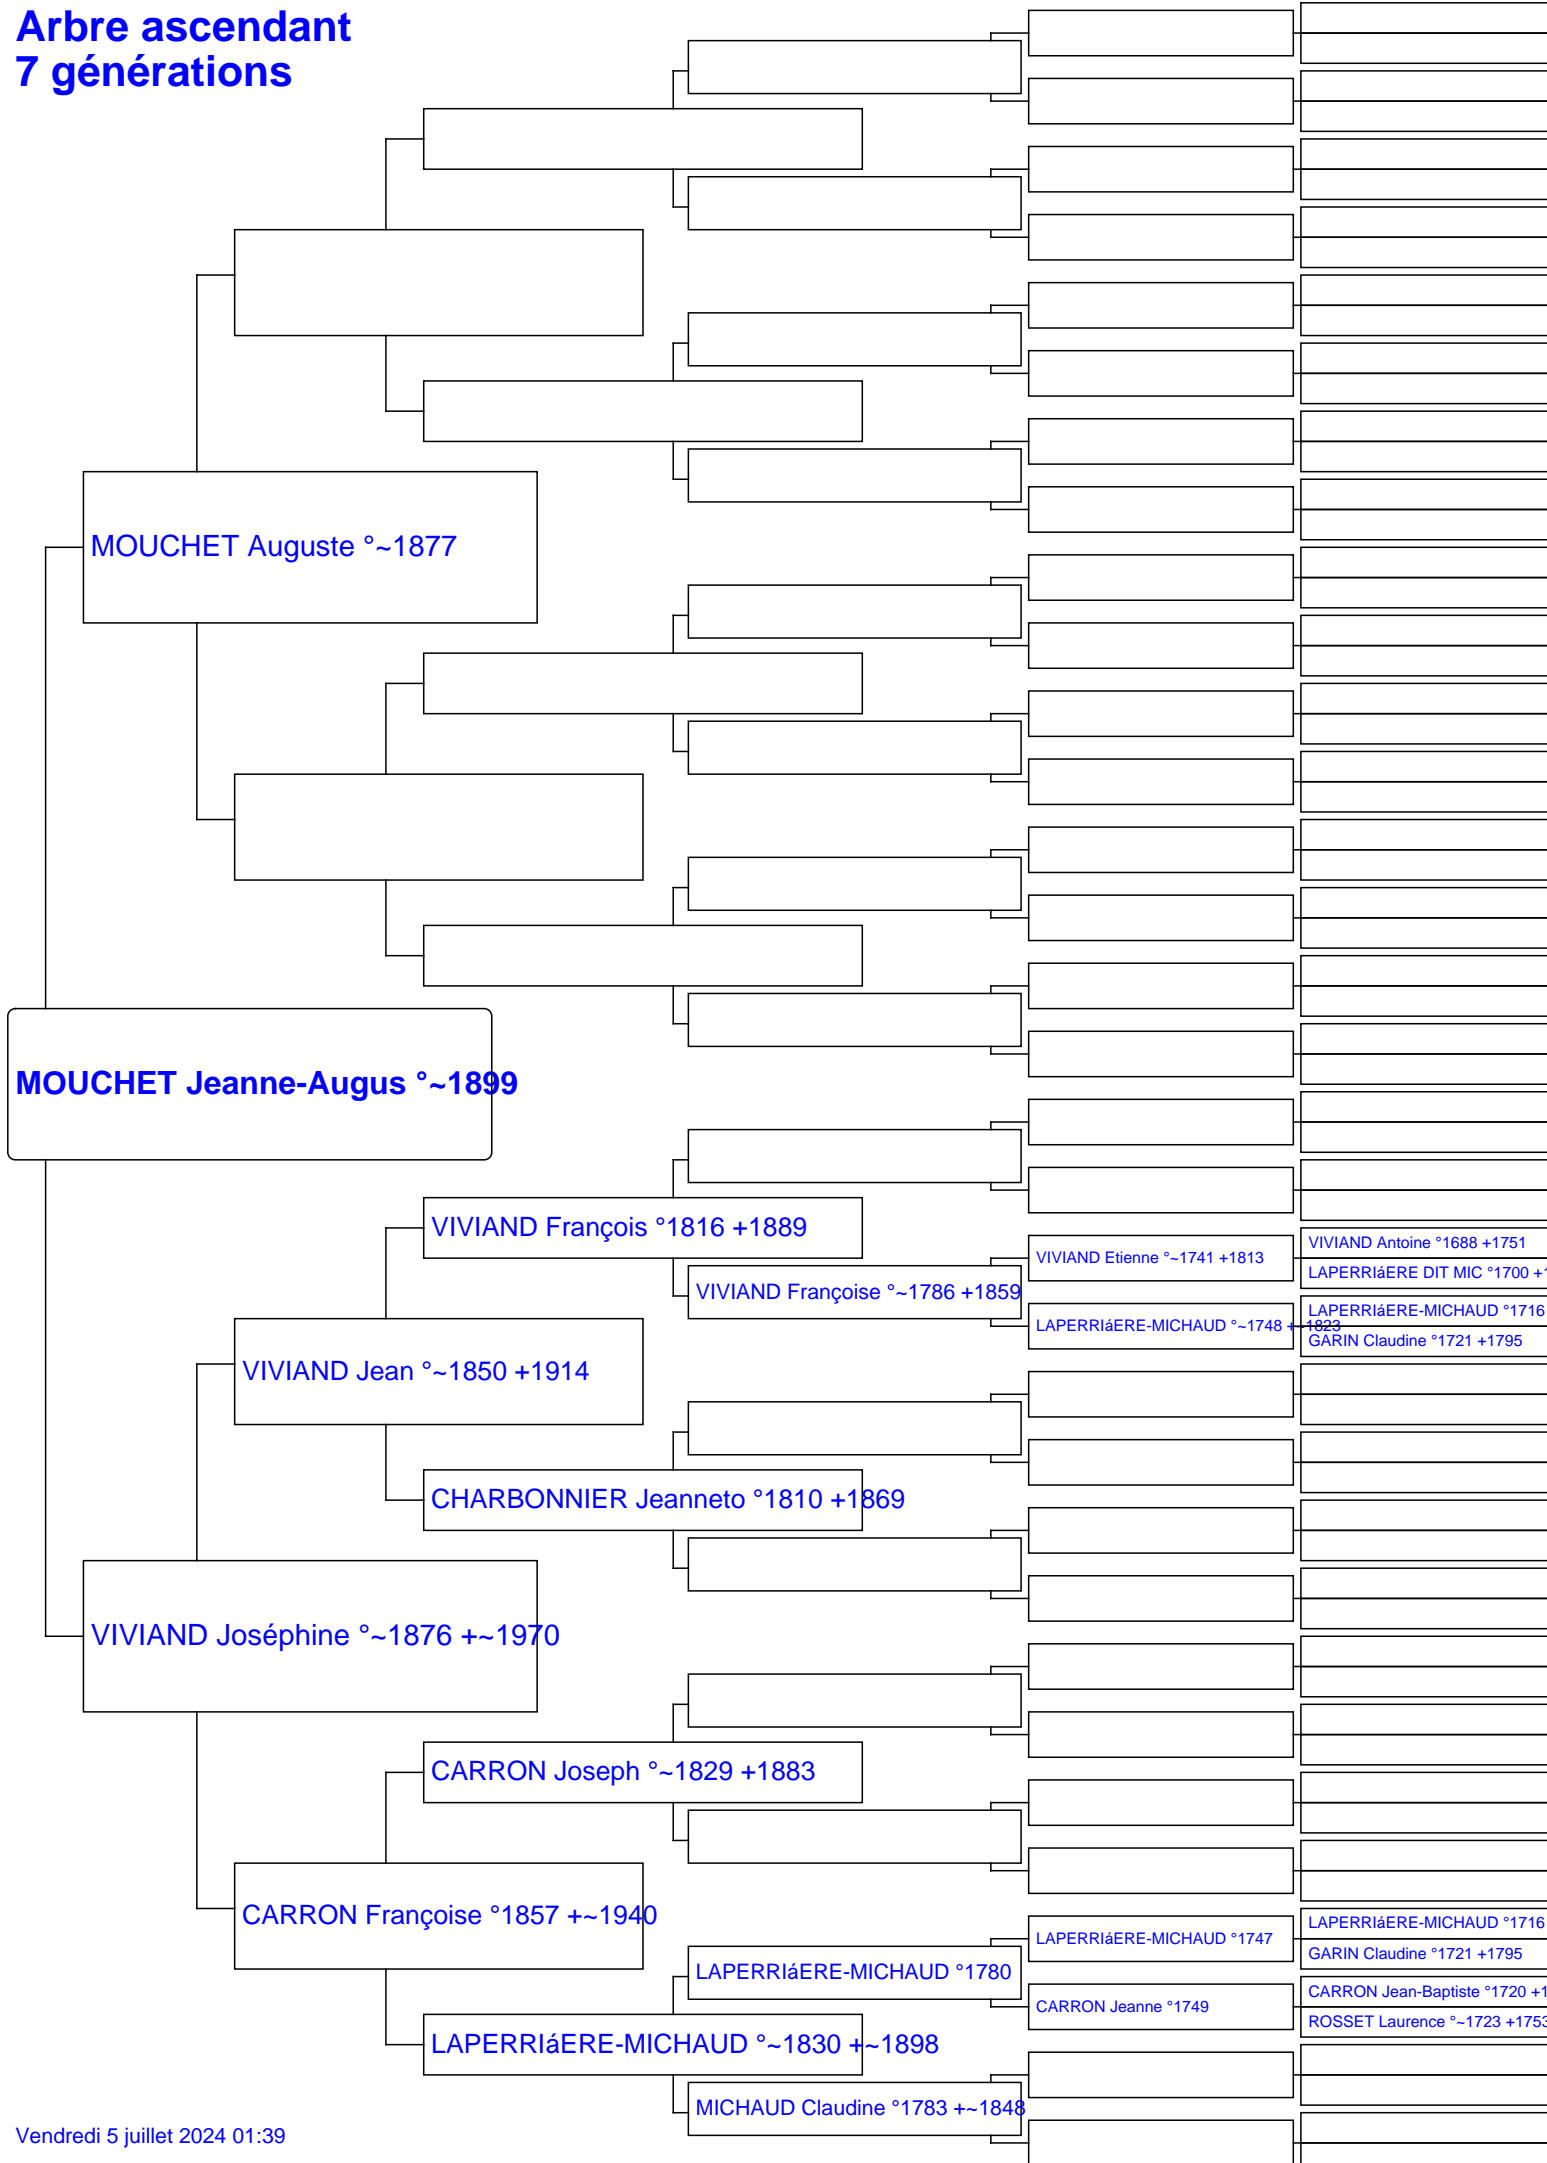 Arbre ascendant
7 générations
MOUCHET Auguste °~1877
MOUCHET Jeanne-Augus °~1899
VIVIAND François °1816 +1889
VIVIAND Antoine °1688 +1751
VIVIAND Etienne °~1741 +1813
LAPERRIáERE DIT MIC °1700 +1
VIVIAND Françoise °~1786 +1859
LAPERRIáERE-MICHAUD °1716
LAPERRIáERE-MICHAUD °~1748 +~1823
GARIN Claudine °1721 +1795
VIVIAND Jean °~1850 +1914
CHARBONNIER Jeanneto °1810 +1869
VIVIAND Joséphine °~1876 +~1970
CARRON Joseph °~1829 +1883
CARRON Françoise °1857 +~1940
LAPERRIáERE-MICHAUD °1716
LAPERRIáERE-MICHAUD °1747
GARIN Claudine °1721 +1795
LAPERRIáERE-MICHAUD °1780
CARRON Jean-Baptiste °1720 +1
CARRON Jeanne °1749
ROSSET Laurence °~1723 +1753
LAPERRIáERE-MICHAUD °~1830 +~1898
MICHAUD Claudine °1783 +~1848
Vendredi 5 juillet 2024 01:39